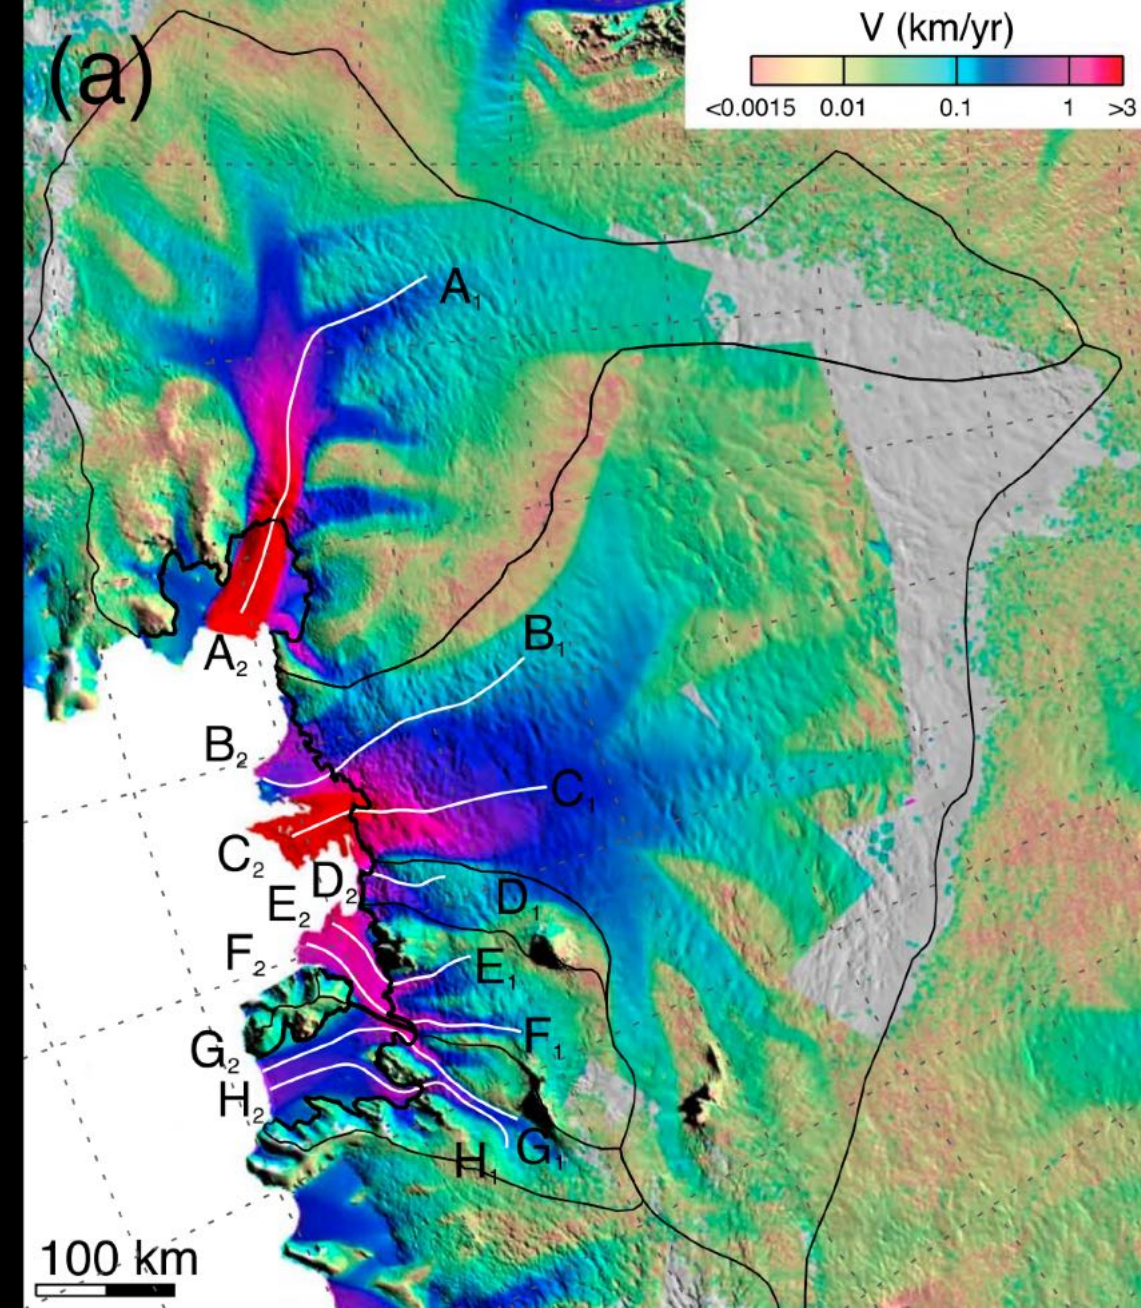 (a)
V (km/yr)
<0.0015 0.01 0.1 1 >3
A₁
B₁
A₂
B₂
C₁
C₂
D₂
D₁
E₂
F₂
E₁
F₁
G₂
H₂
G₁
H₁
100 km